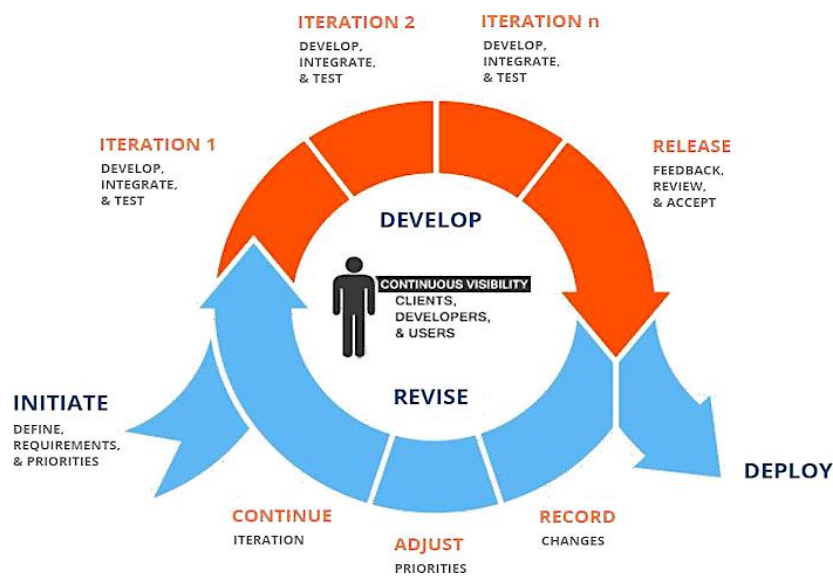 ITERATION 2
DEVELOP,
INTEGRATE,
& TEST
ITERATION n
DEVELOP,
INTEGRATE,
& TEST
ITERATION 1
DEVELOP,
INTEGRATE,
& TEST
RELEASE
FEEDBACK,
REVIEW,
& ACCEPT
DEVELOP
CONTINUOUS VISIBILITY
CLIENTS,
DEVELOPERS,
& USERS
REVISE
INITIATE
DEFINE,
REQUIREMENTS,
& PRIORITIES
DEPLOY
CONTINUE
ITERATION
ADJUST
PRIORITIES
RECORD
CHANGES